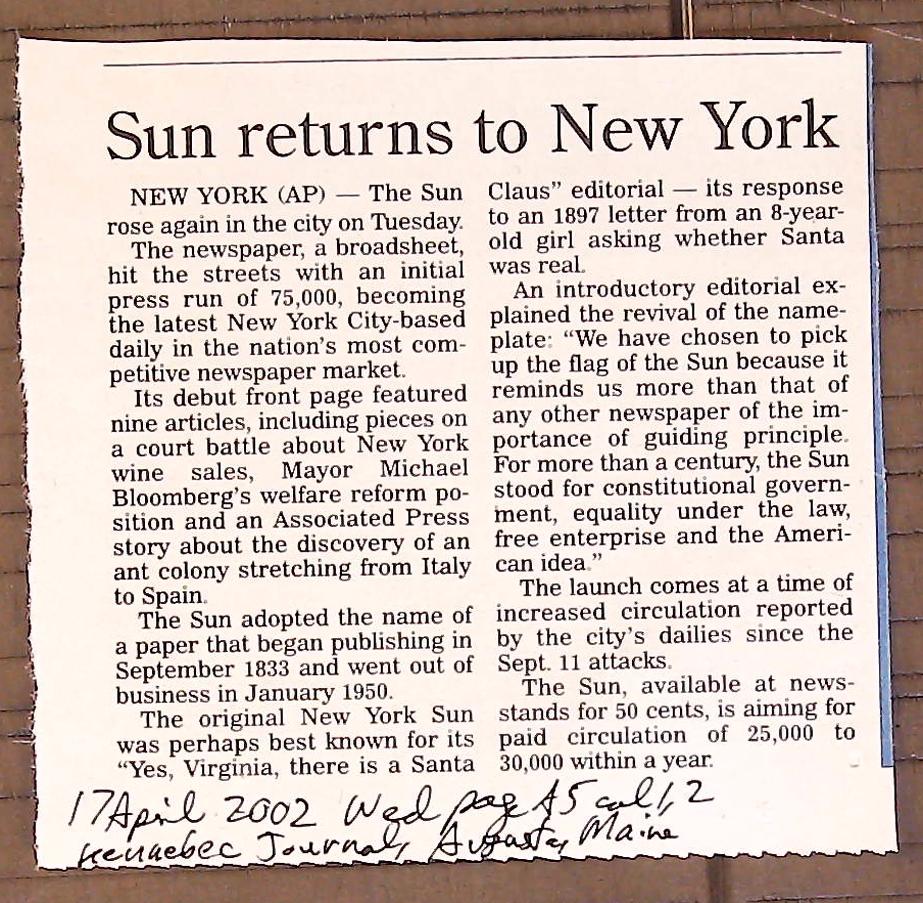 Sun returns to New York
NEW YORK (AP) — The Sun
rose again in the city on Tuesday.
The newspaper, a broadsheet,
hit the streets with an initial
press run of 75,000, becoming
the latest New York City-based
daily in the nation's most com-
petitive newspaper market.
Its debut front page featured
nine articles, including pieces on
a court battle about New York
wine sales, Mayor Michael
Bloomberg's welfare reform po-
sition and an Associated Press
story about the discovery of an
ant colony stretching from Italy
to Spain.
The Sun adopted the name of
a paper that began publishing in
September 1833 and went out of
business in January 1950.
The original New York Sun
was perhaps best known for its
“Yes, Virginia, there is a Santa
Claus” editorial — its response
to an 1897 letter from an 8-year-
old girl asking whether Santa
was real.
An introductory editorial ex-
plained the revival of the name-
plate: “We have chosen to pick
up the flag of the Sun because it
reminds us more than that of
any other newspaper of the im-
portance of guiding principle.
For more than a century, the Sun
stood for constitutional govern-
ment, equality under the law,
free enterprise and the Ameri-
can idea.”
The launch comes at a time of
increased circulation reported
by the city's dailies since the
Sept. 11 attacks.
The Sun, available at news-
stands for 50 cents, is aiming for
paid circulation of 25,000 to
30,000 within a year.
17 April 2002 Wed page A5 col 1, 2
Kennebec Journal, Augusta, Maine